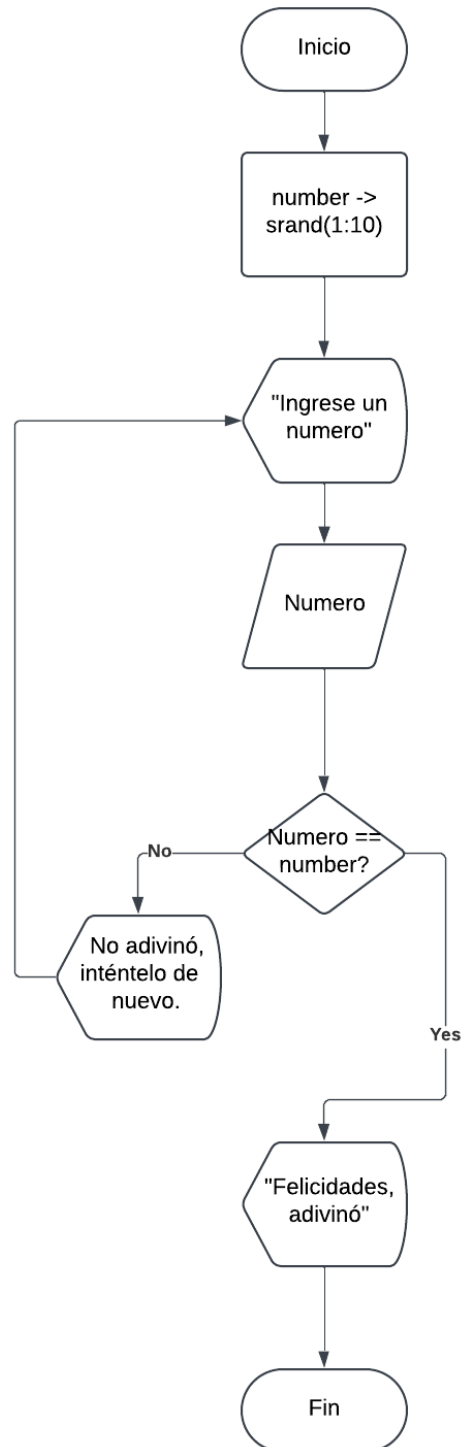 Inicio
number ->
srand(1:10)
"Ingrese un
numero"
Numero
Numero ==
number?
No
No adivinó,
inténtelo de
nuevo.
Yes
"Felicidades,
adivinó"
Fin